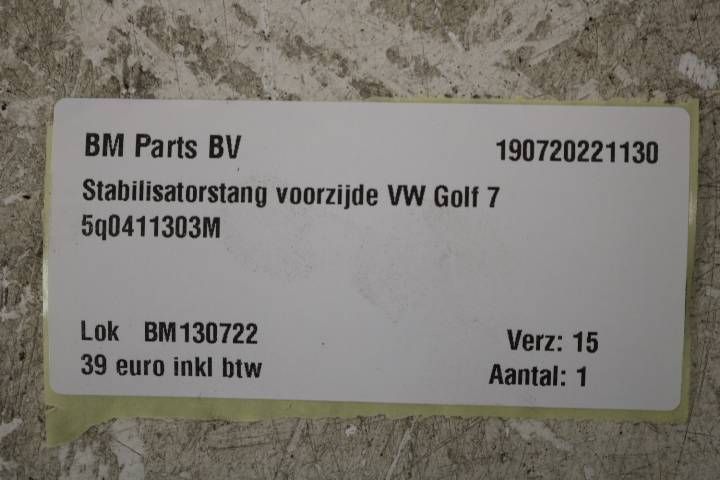 BM Parts BV 190720221130
Stabilisatorstang voorzijde VW Golf 7
5q0411303M
Lok BM130722 Verz: 15
39 euro inkl btw Aantal: 1